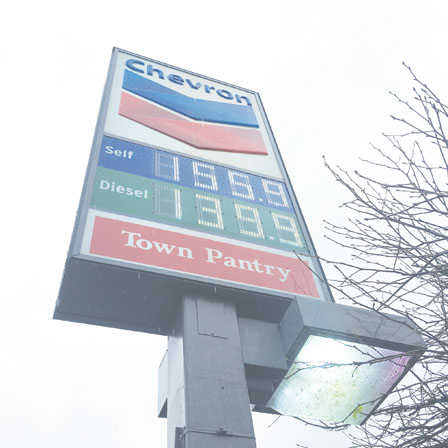 Chevron
Self 155.9
Diesel 139.9
Town Pantry